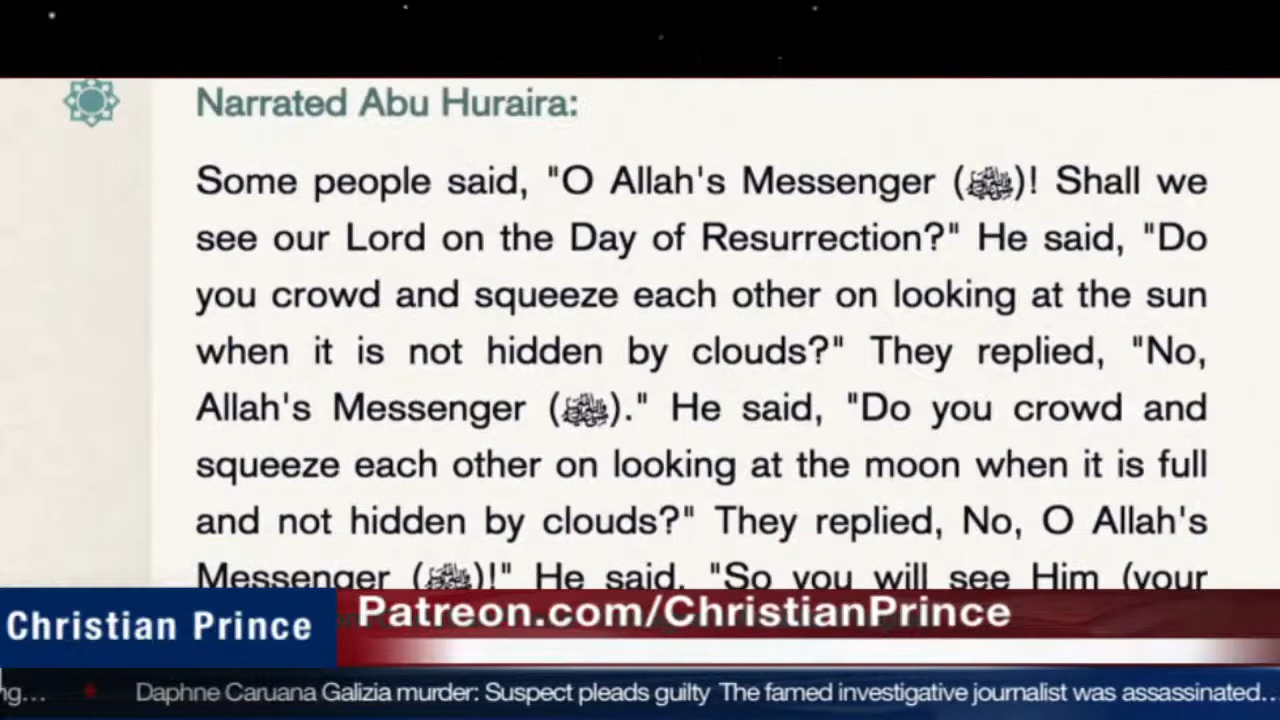 Narrated Abu Huraira:
Some people said, "O Allah's Messenger (ﷺ)! Shall we
see our Lord on the Day of Resurrection?" He said, "Do
you crowd and squeeze each other on looking at the sun
when it is not hidden by clouds?" They replied, "No,
Allah's Messenger (ﷺ)." He said, "Do you crowd and
squeeze each other on looking at the moon when it is full
and not hidden by clouds?" They replied, No, O Allah's
Messenger (ﷺ)!" He said, "So you will see Him (your
Patreon.com/ChristianPrince
Christian Prince
ng... Daphne Caruana Galizia murder: Suspect pleads guilty The famed investigative journalist was assassinated..